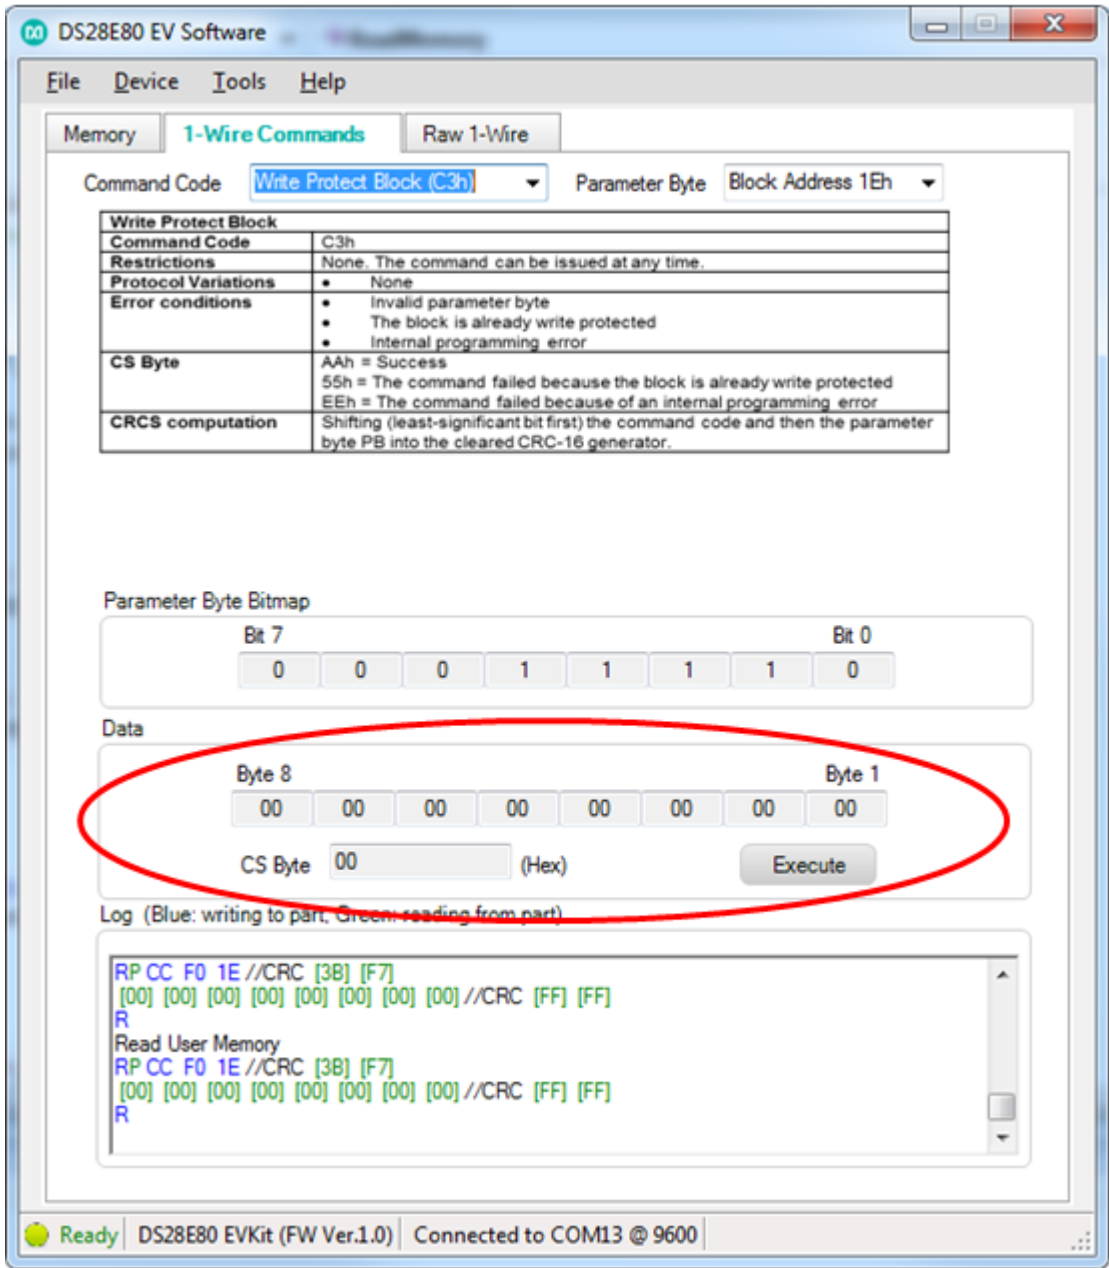 DS28E80 EV Software
File Device Tools Help
Memory 1-Wire Commands Raw 1-Wire
Command Code Write Protect Block (C3h) Parameter Byte Block Address 1Eh
Write Protect Block
Command Code C3h
Restrictions None. The command can be issued at any time.
Protocol Variations • None
Error conditions • Invalid parameter byte
• The block is already write protected
• Internal programming error
CS Byte AAh = Success
55h = The command failed because the block is already write protected
EEh = The command failed because of an internal programming error
CRCS computation Shifting (least-significant bit first) the command code and then the parameter
byte PB into the cleared CRC-16 generator.
Parameter Byte Bitmap
Bit 7 Bit 0
0 0 0 1 1 1 1 0
Data
Byte 8 Byte 1
00 00 00 00 00 00 00 00
CS Byte 00 (Hex) Execute
Log (Blue: writing to part, Green: reading from part)
RP CC F0 1E //CRC [3B] [F7]
[00] [00] [00] [00] [00] [00] [00] [00] //CRC [FF] [FF]
R
Read User Memory
RP CC F0 1E //CRC [3B] [F7]
[00] [00] [00] [00] [00] [00] [00] [00] //CRC [FF] [FF]
R
Ready DS28E80 EVKit (FW Ver.1.0) Connected to COM13 @ 9600